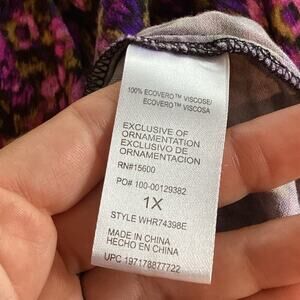 100% ECOVERO™ VISCOSE/
ECOVERO™ VISCOSA
EXCLUSIVE OF
ORNAMENTATION
EXCLUSIVO DE
ORNAMENTACIÓN
RN#15600
PO# 100-00129382
1X
STYLE WHR74398E
MADE IN CHINA
HECHO EN CHINA
UPC 197178877722